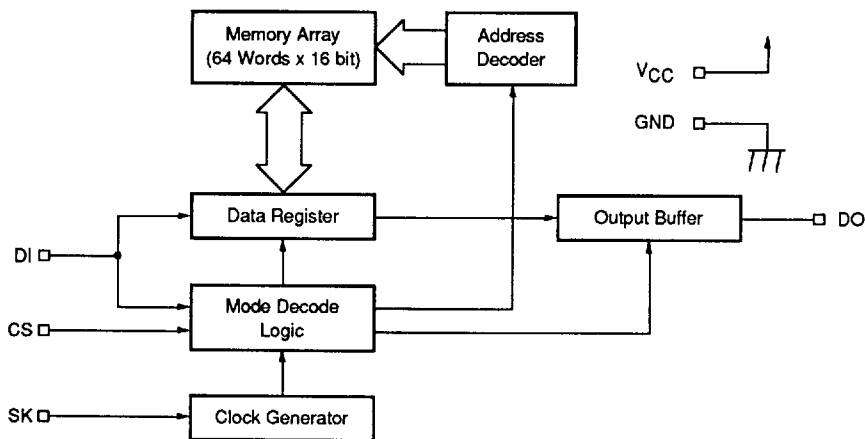 Memory Array
(64 Words x 16 bit)
Address
Decoder
VCC
GND
Data Register
Output Buffer
DO
DI
Mode Decode
Logic
CS
SK
Clock Generator